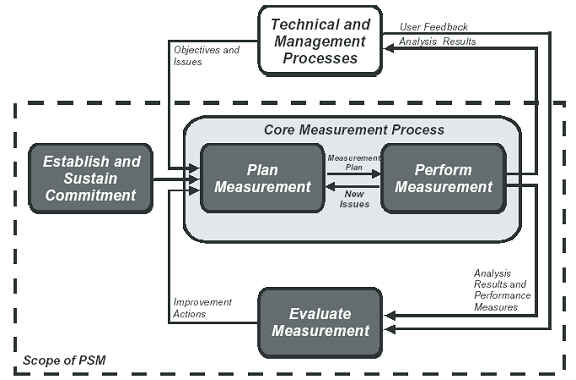 Technical and
Management
Processes
User Feedback
Analysis Results
Objectives and
Issues
Core Measurement Process
Establish and
Sustain
Commitment
Plan
Measurement
Measurement
Plan
New
Issues
Perform
Measurement
Analysis
Results and
Performance
Measures
Improvement
Actions
Evaluate
Measurement
Scope of PSM